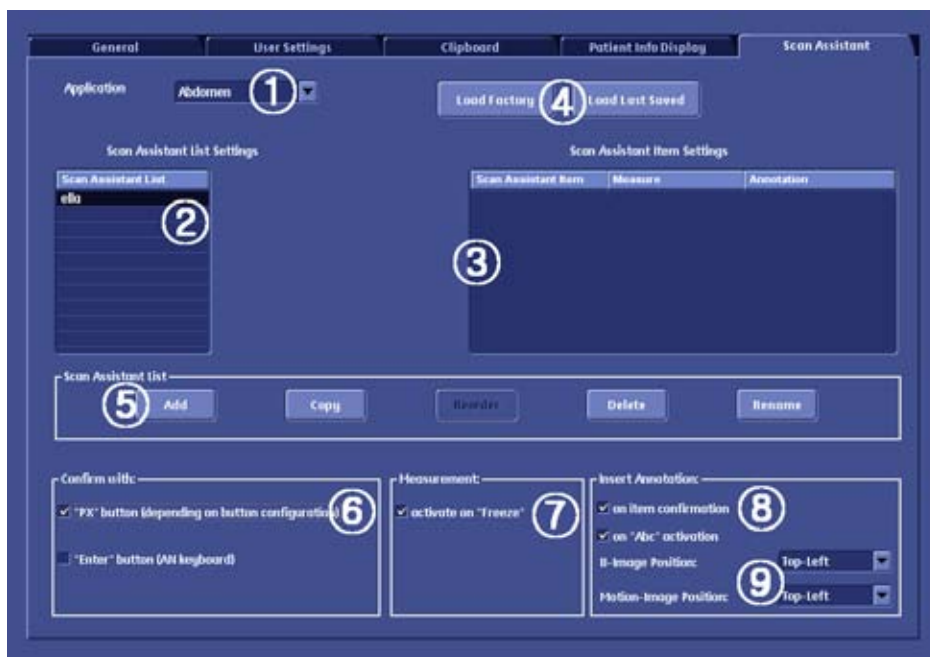 General User Settings Clipboard Patient Info Display Scan Assistant
Application Abdomen ① Load Factory ④ Load Last Saved
Scan Assistant List Settings Scan Assistant Item Settings
Scan Assistant List Scan Assistant Item Measure Annotation
ella
②
③
Scan Assistant List
⑤ Add Copy Reorder Delete Rename
Confirm with: Measurement: Insert Annotation:
"PX" button (depending on button configuration) ⑥ activate on "Freeze" ⑦ on item confirmation ⑧
on "Abc" activation
"Enter" button (AN keyboard) B-Image Position: Top-Left
⑨
Motion-Image Position: Top-Left